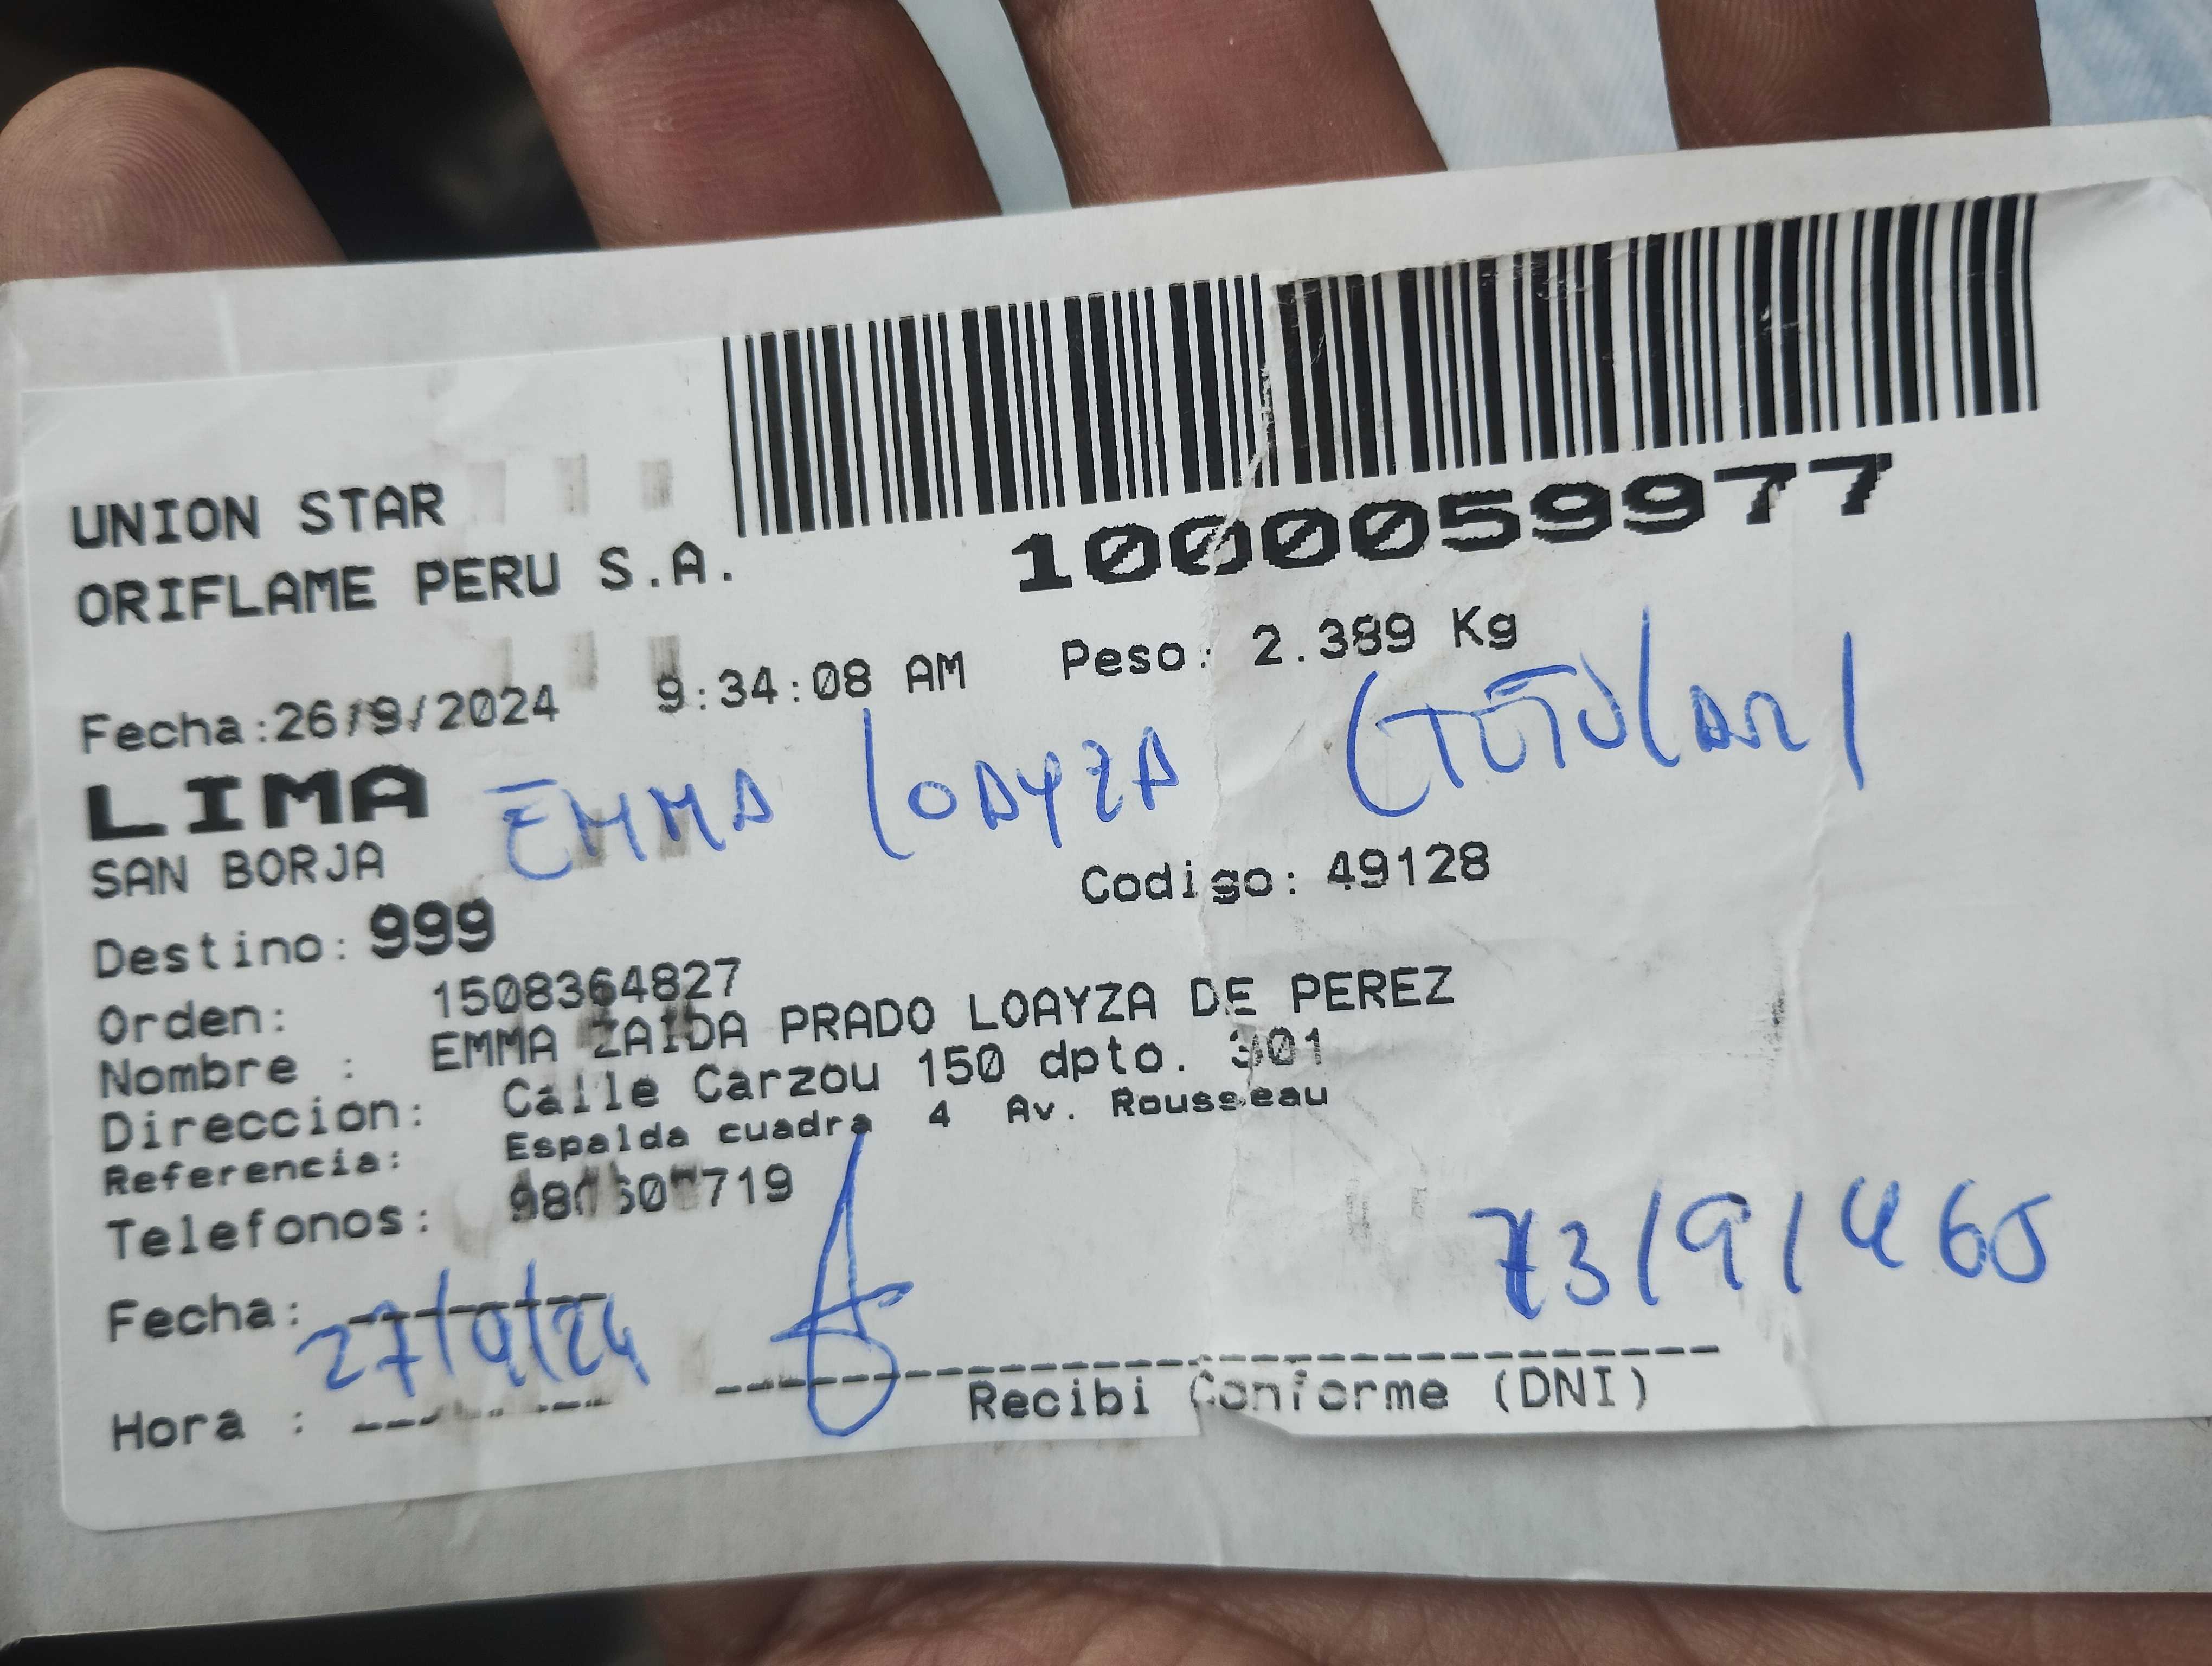 UNION STAR
ORIFLAME PERU S.A.
1000059977
Fecha:26/9/2024 9:34:08 AM Peso: 2.389 Kg
LIMA
EMMA LOAYZA (TITULAR)
SAN BORJA
Codigo: 49128
Destino: 999
Orden: 1508364827
Nombre : EMMA ZAIDA PRADO LOAYZA DE PEREZ
Direccion: Calle Carzou 150 dpto. 301
Referencia: Espalda cuadra 4 Av. Rousseau
Telefonos:
Fecha: 27/9/24
Hora :
Recibi Conforme (DNI)